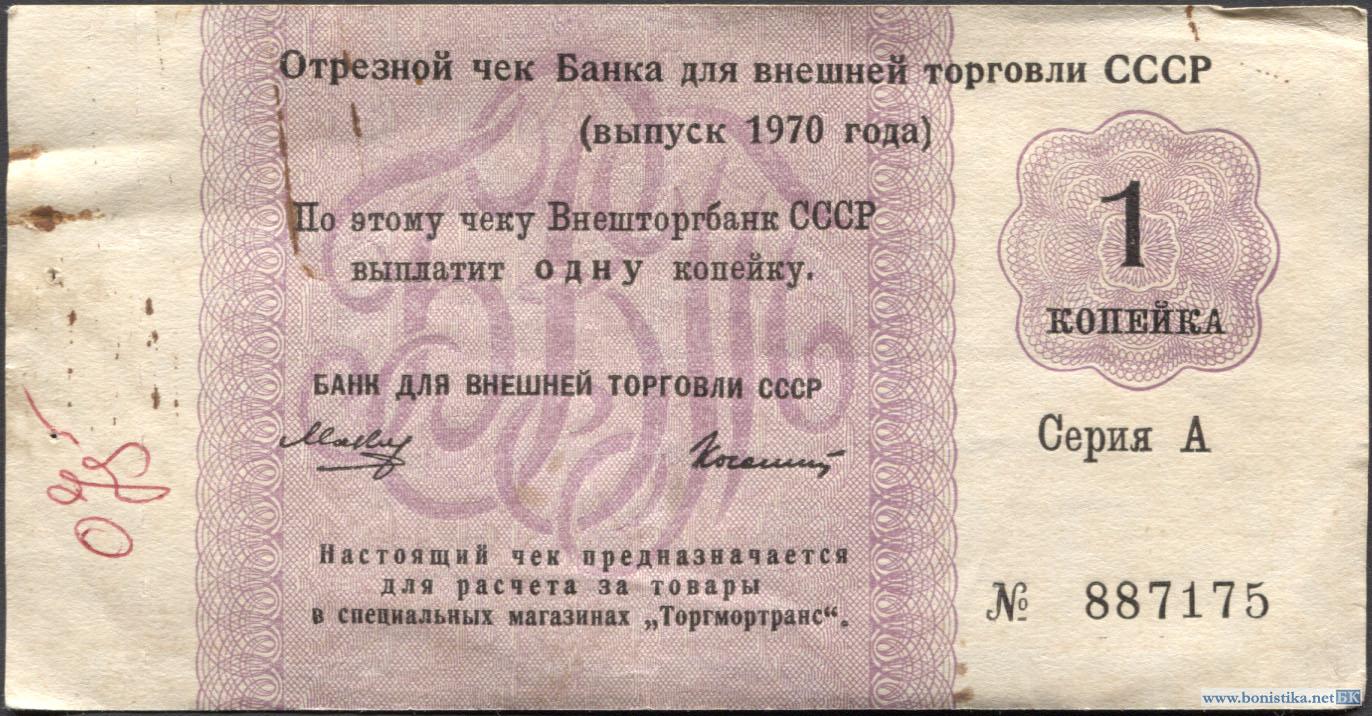 Отрезной чек Банка для внешней торговли СССР
(выпуск 1970 года)
1
КОПЕЙКА
По этому чеку Внешторгбанк СССР
выплатит одну копейку.
БАНК ДЛЯ ВНЕШНЕЙ ТОРГОВЛИ СССР
Серия А
Настоящий чек предназначается
для расчета за товары
в специальных магазинах „Торгмортранс“.
№ 887175
www.bonistika.net БК